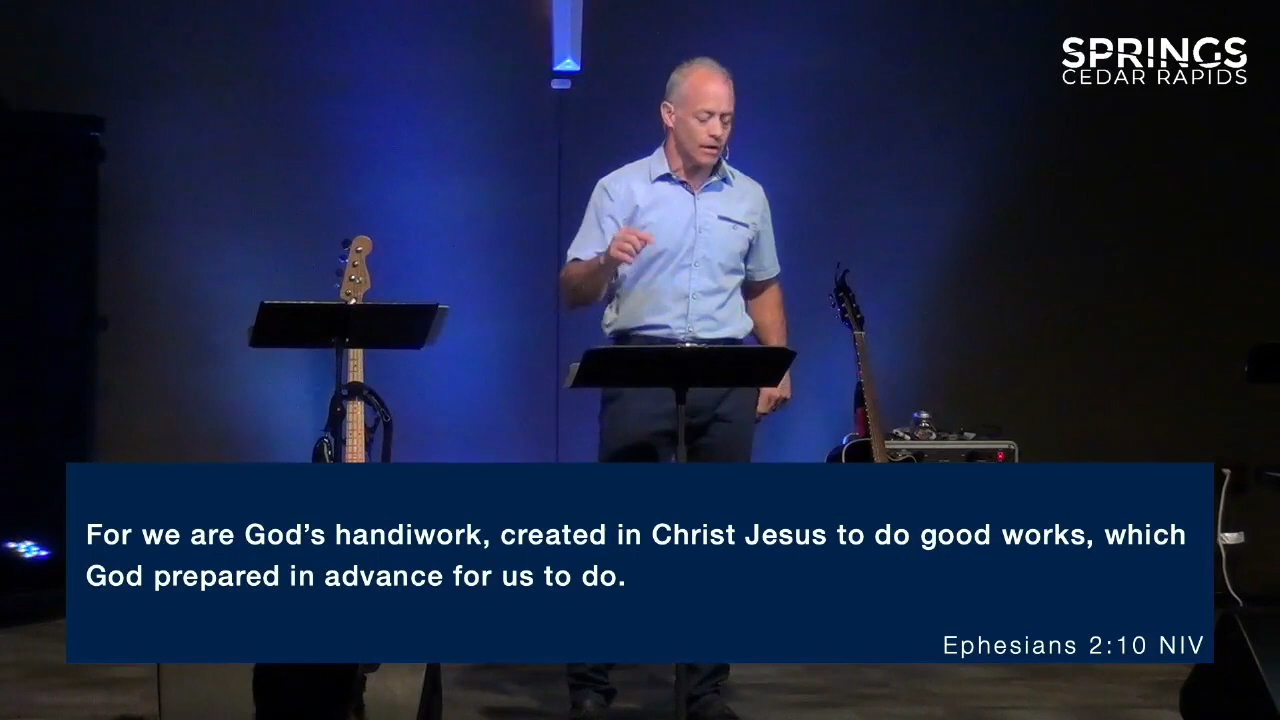 SPRINGS
CEDAR RAPIDS
For we are God’s handiwork, created in Christ Jesus to do good works, which
God prepared in advance for us to do.
Ephesians 2:10 NIV